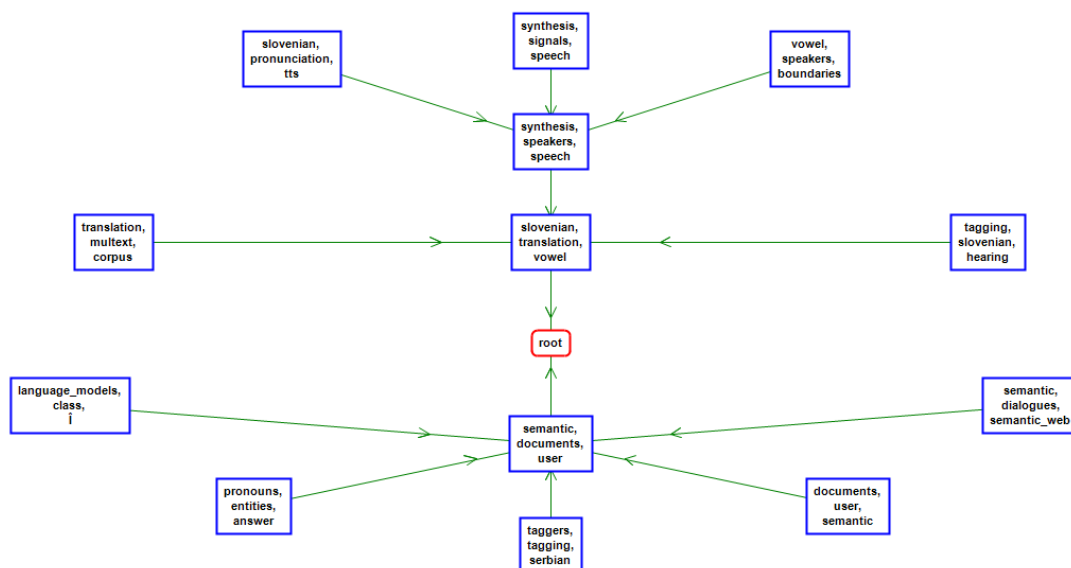 synthesis,
signals,
speech
slovenian,
pronunciation,
tts
vowel,
speakers,
boundaries
synthesis,
speakers,
speech
translation,
multext,
corpus
slovenian,
translation,
vowel
tagging,
slovenian,
hearing
root
language_models,
class,
Î
semantic,
dialogues,
semantic_web
semantic,
documents,
user
pronouns,
entities,
answer
documents,
user,
semantic
taggers,
tagging,
serbian